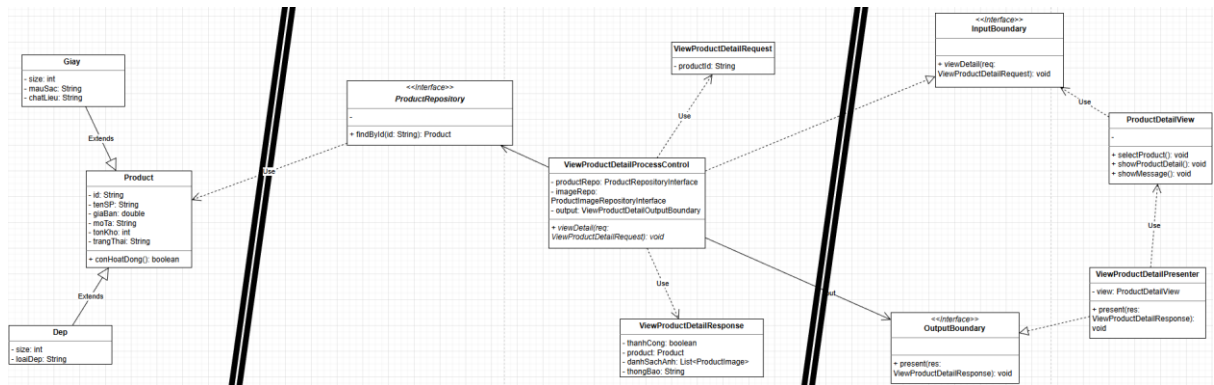 Giay
- size: int
- mauSac: String
- chatLieu: String
Extends
Product
- id: String
- tenSP: String
- giaBan: double
- moTa: String
- tonKho: int
- trangThai: String
+ conHoatDong(): boolean
Extends
Dep
- size: int
- loaiDep: String
<<Interface>>
ProductRepository
-
+ findById(id: String): Product
Use
ViewProductDetailRequest
- productId: String
Use
ViewProductDetailProcessControl
- productRepo: ProductRepositoryInterface
- imageRepo:
ProductImageRepositoryInterface
- output: ViewProductDetailOutputBoundary
+ viewDetail(req:
ViewProductDetailRequest): void
Use
ViewProductDetailResponse
- thanhCong: boolean
- product: Product
- danhSachAnh: List<ProductImage>
- thongBao: String
<<Interface>>
InputBoundary
+ viewDetail(req:
ViewProductDetailRequest): void
Use
ProductDetailView
-
+ selectProduct(): void
+ showProductDetail(): void
+ showMessage(): void
Use
ViewProductDetailPresenter
- view: ProductDetailView
+ present(res:
ViewProductDetailResponse):
void
<<Interface>>
OutputBoundary
+ present(res:
ViewProductDetailResponse): void